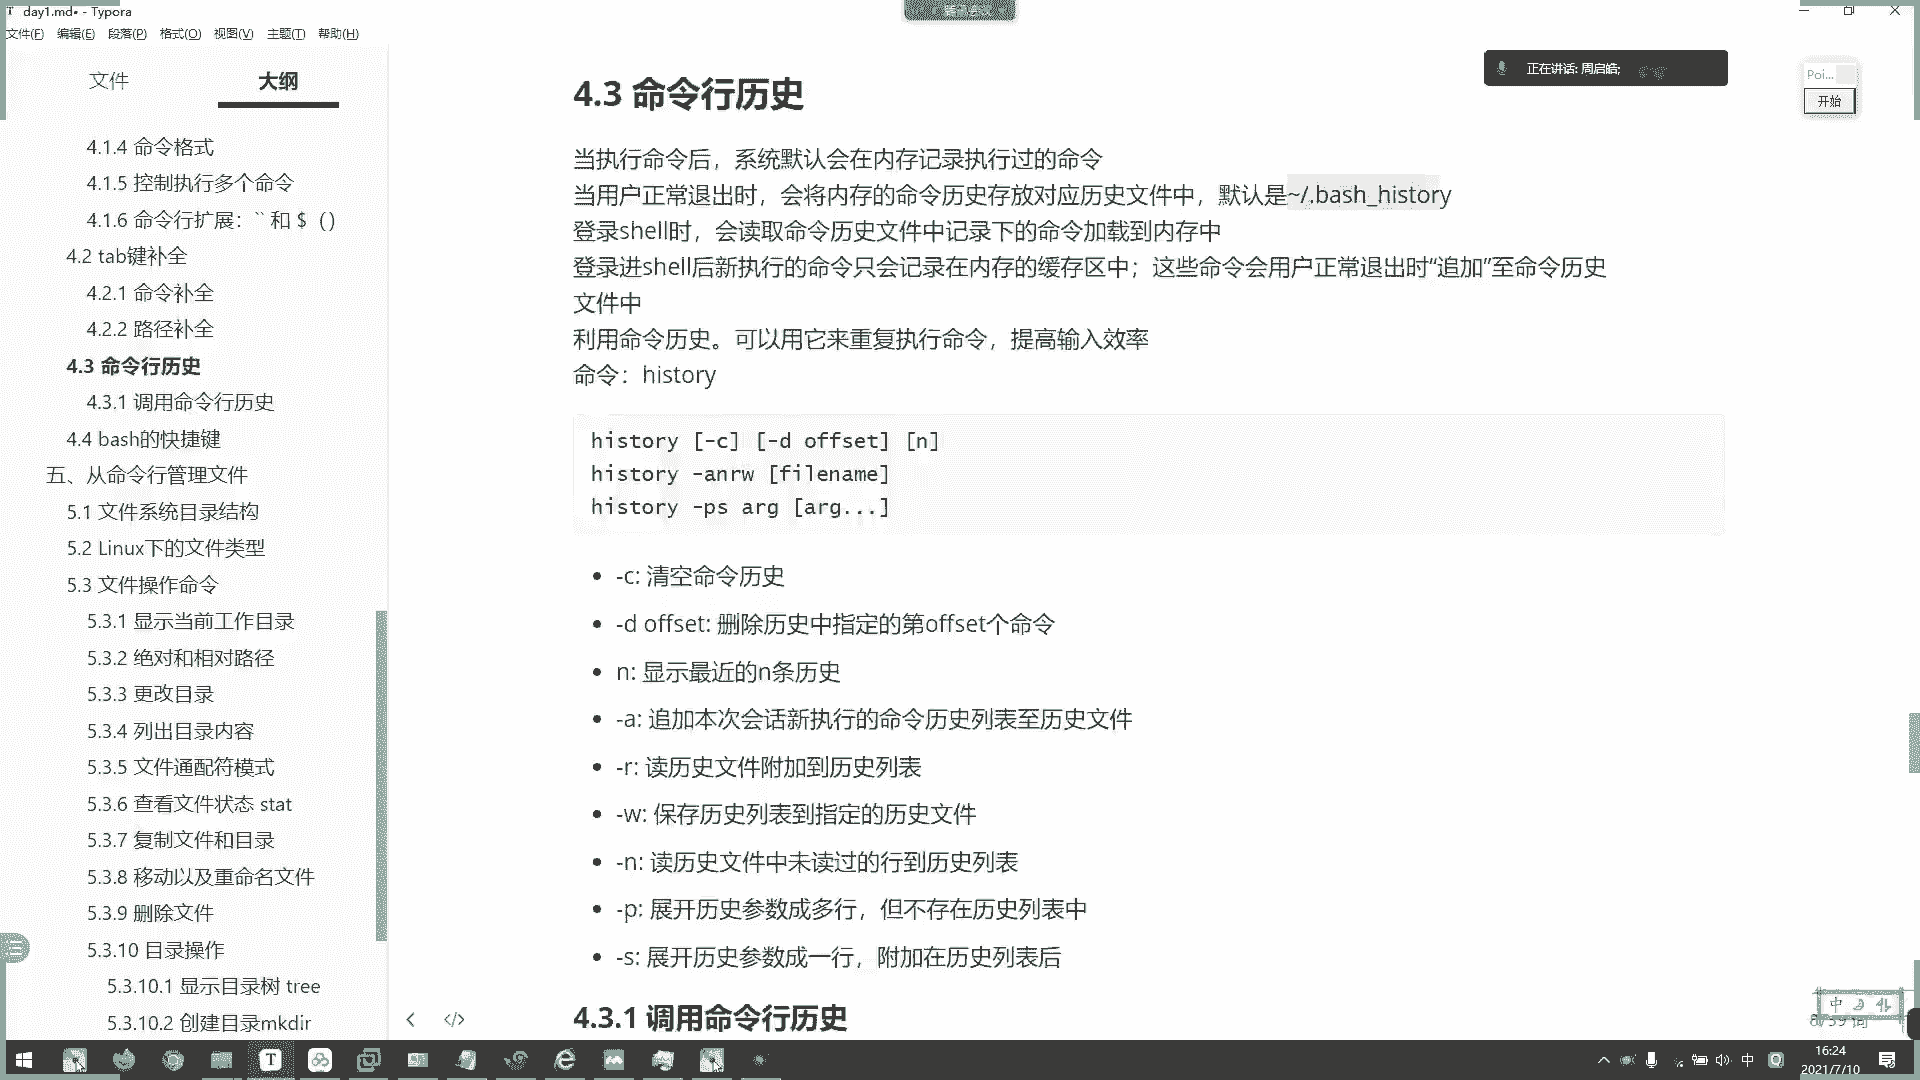 day1.md• - Typora
文件(F) 编辑(E) 段落(P) 格式(O) 视图(V) 主题(T) 帮助(H)
文件 大纲
4.1.4 命令格式
4.1.5 控制执行多个命令
4.1.6 命令行扩展：`` 和 $（）
4.2 tab键补全
4.2.1 命令补全
4.2.2 路径补全
4.3 命令行历史
4.3.1 调用命令行历史
4.4 bash的快捷键
五、从命令行管理文件
5.1 文件系统目录结构
5.2 Linux下的文件类型
5.3 文件操作命令
5.3.1 显示当前工作目录
5.3.2 绝对和相对路径
5.3.3 更改目录
5.3.4 列出目录内容
5.3.5 文件通配符模式
5.3.6 查看文件状态 stat
5.3.7 复制文件和目录
5.3.8 移动以及重命名文件
5.3.9 删除文件
5.3.10 目录操作
5.3.10.1 显示目录树 tree
5.3.10.2 创建目录mkdir
4.3 命令行历史
当执行命令后，系统默认会在内存记录执行过的命令
当用户正常退出时，会将内存的命令历史存放对应历史文件中，默认是~/.bash_history
登录shell时，会读取命令历史文件中记录下的命令加载到内存中
登录进shell后新执行的命令只会记录在内存的缓存区中；这些命令会用户正常退出时“追加”至命令历史
文件中
利用命令历史。可以用它来重复执行命令，提高输入效率
命令：history
history [-c] [-d offset] [n]
history -anrw [filename]
history -ps arg [arg...]
-c: 清空命令历史
-d offset: 删除历史中指定的第offset个命令
n: 显示最近的n条历史
-a: 追加本次会话新执行的命令历史列表至历史文件
-r: 读历史文件附加到历史列表
-w: 保存历史列表到指定的历史文件
-n: 读历史文件中未读过的行到历史列表
-p: 展开历史参数成多行，但不存在历史列表中
-s: 展开历史参数成一行，附加在历史列表后
4.3.1 调用命令行历史
正在讲话: 周启皓;
Poi...
开始
中
中
16:24
2021/7/10